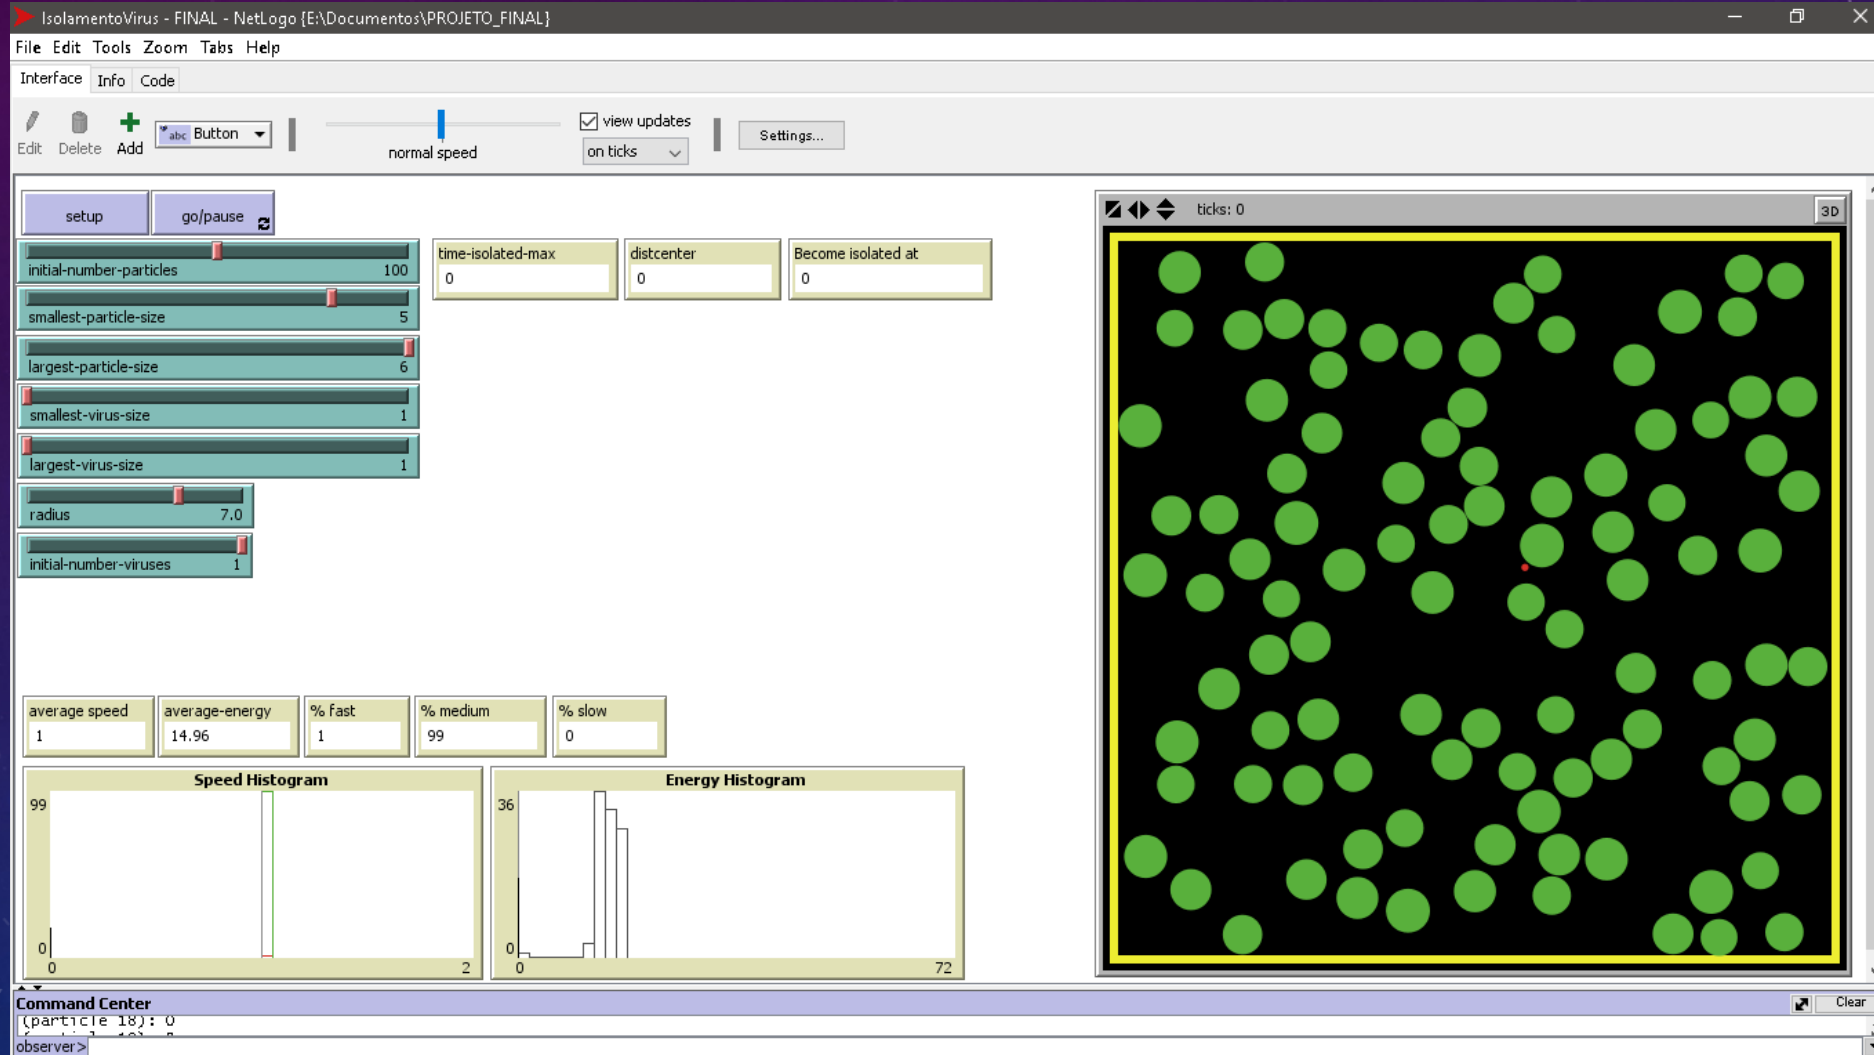 IsolamentoVirus - FINAL - NetLogo {E:\Documentos\PROJETO_FINAL}
File Edit Tools Zoom Tabs Help
Interface Info Code
Edit Delete Add abc Button normal speed view updates on ticks Settings...
setup go/pause
ticks: 0 3D
initial-number-particles 100
smallest-particle-size 5
largest-particle-size 6
smallest-virus-size 1
largest-virus-size 1
radius 7.0
initial-number-viruses 1
time-isolated-max distcenter Become isolated at
0 0 0
average speed average-energy % fast % medium % slow
1 14.96 1 99 0
Speed Histogram
99
0
0 2
Energy Histogram
36
0
0 72
Command Center Clear
(particle 18): 0
observer>